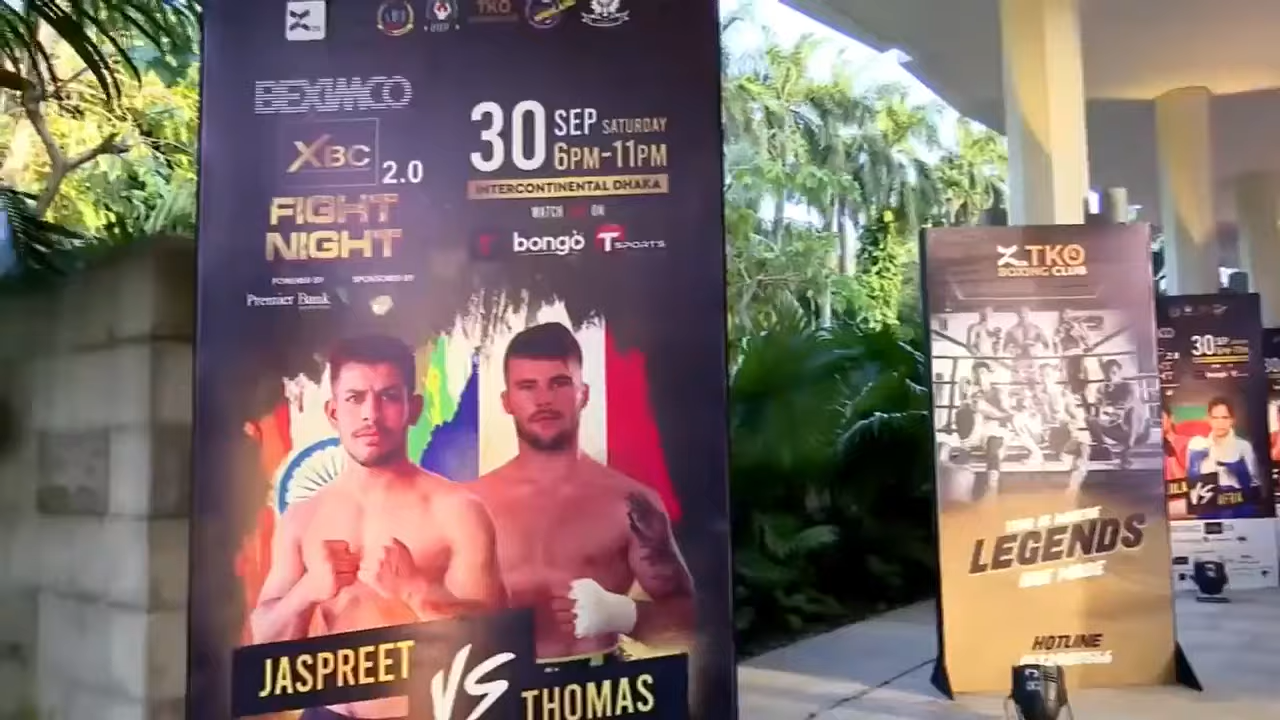 TKO
BEXIMCO
XBC 2.0
FIGHT
NIGHT
POWERED BY
SPONSORED BY
Premier Bank
30 SEP SATURDAY
6PM-11PM
INTERCONTINENTAL DHAKA
WATCH
ON
bongo T SPORTS
JASPREET
VS
THOMAS
X TKO
BOXING CLUB
LEGENDS
HOTLINE
30 SEP
VS